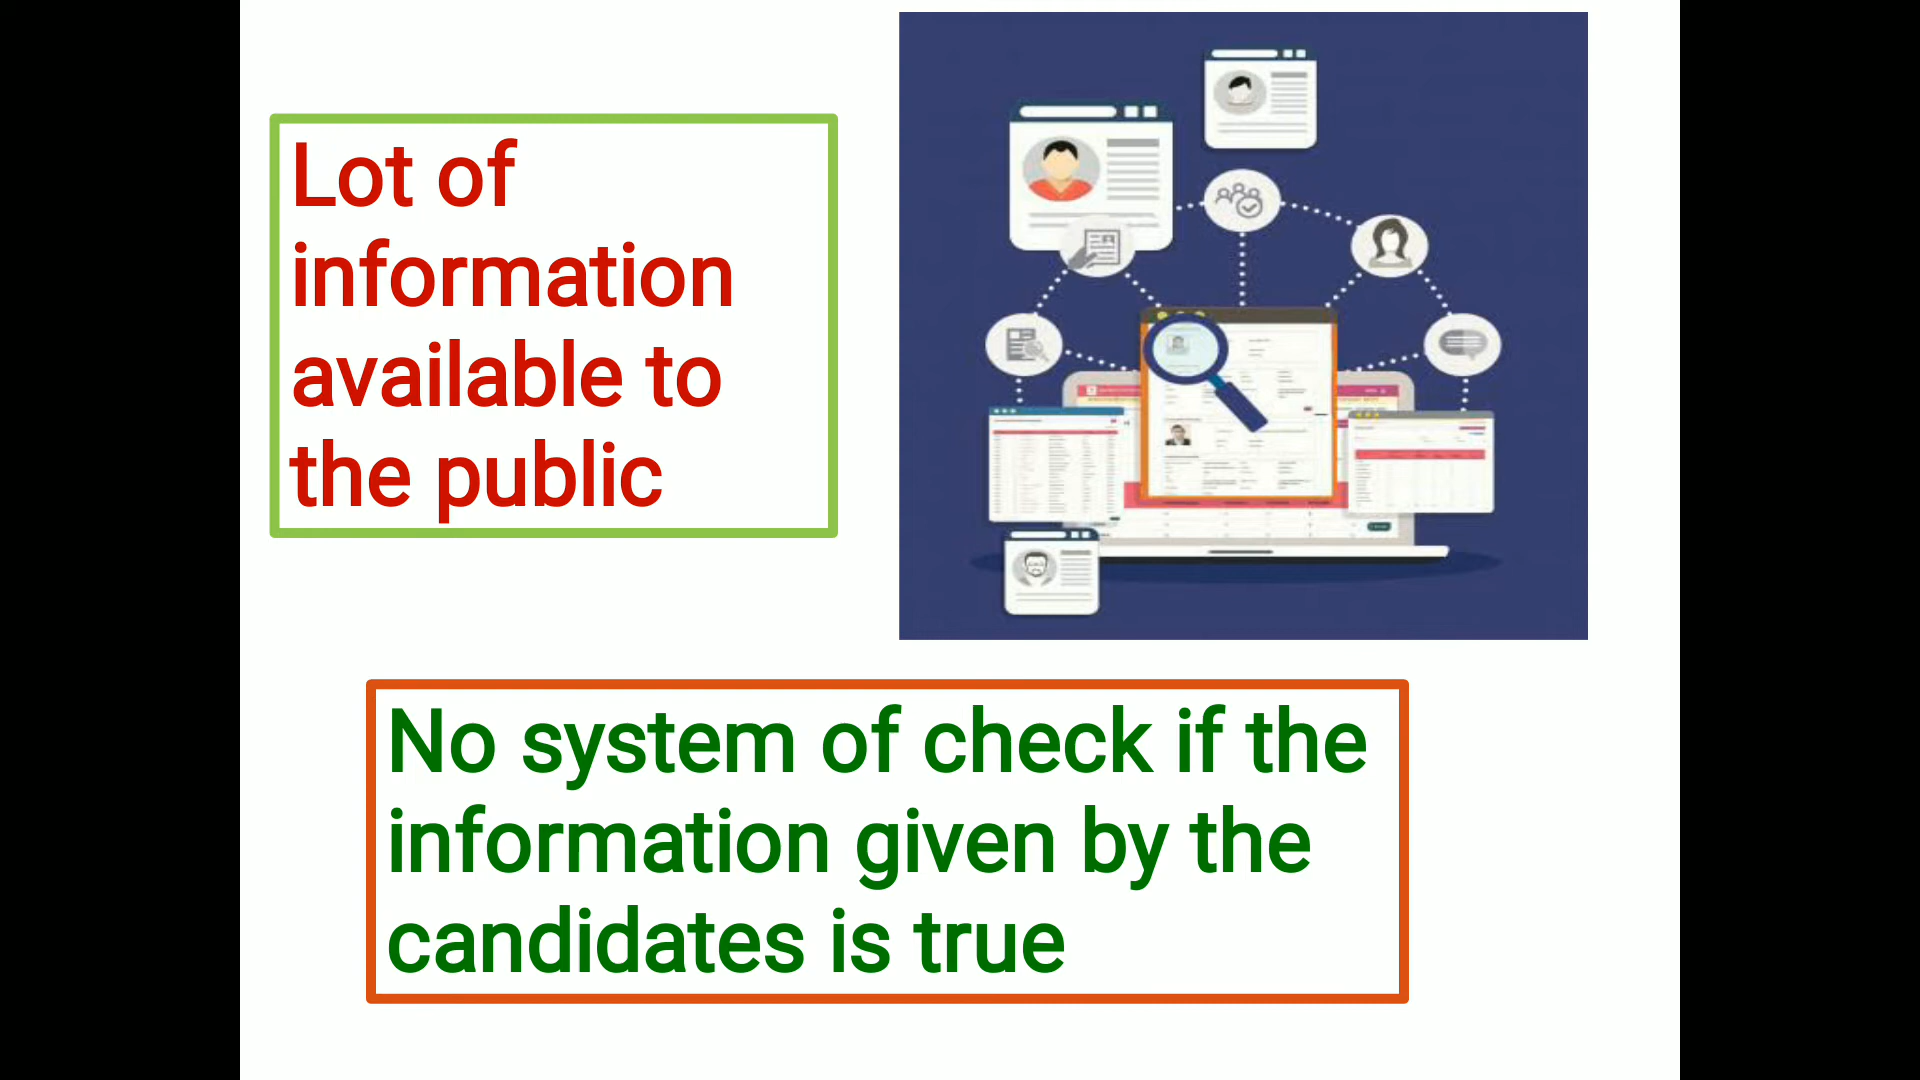 Lot of
information
available to
the public
No system of check if the
information given by the
candidates is true